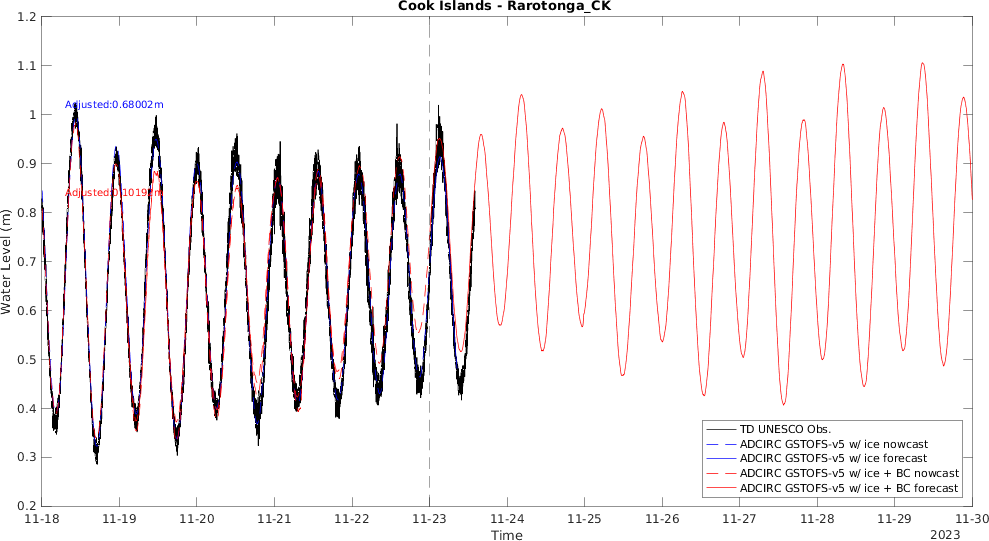 Cook Islands - Rarotonga_CK
1.2
1.1
1
0.9
0.8
0.7
0.6
0.5
0.4
0.3
0.2
Water Level (m)
Adjusted:0.68002m
Adjusted:0.10192m
TD UNESCO Obs.
ADCIRC GSTOFS-v5 w/ ice nowcast
ADCIRC GSTOFS-v5 w/ ice forecast
ADCIRC GSTOFS-v5 w/ ice + BC nowcast
ADCIRC GSTOFS-v5 w/ ice + BC forecast
11-18 11-19 11-20 11-21 11-22 11-23 11-24 11-25 11-26 11-27 11-28 11-29 11-30
Time
2023